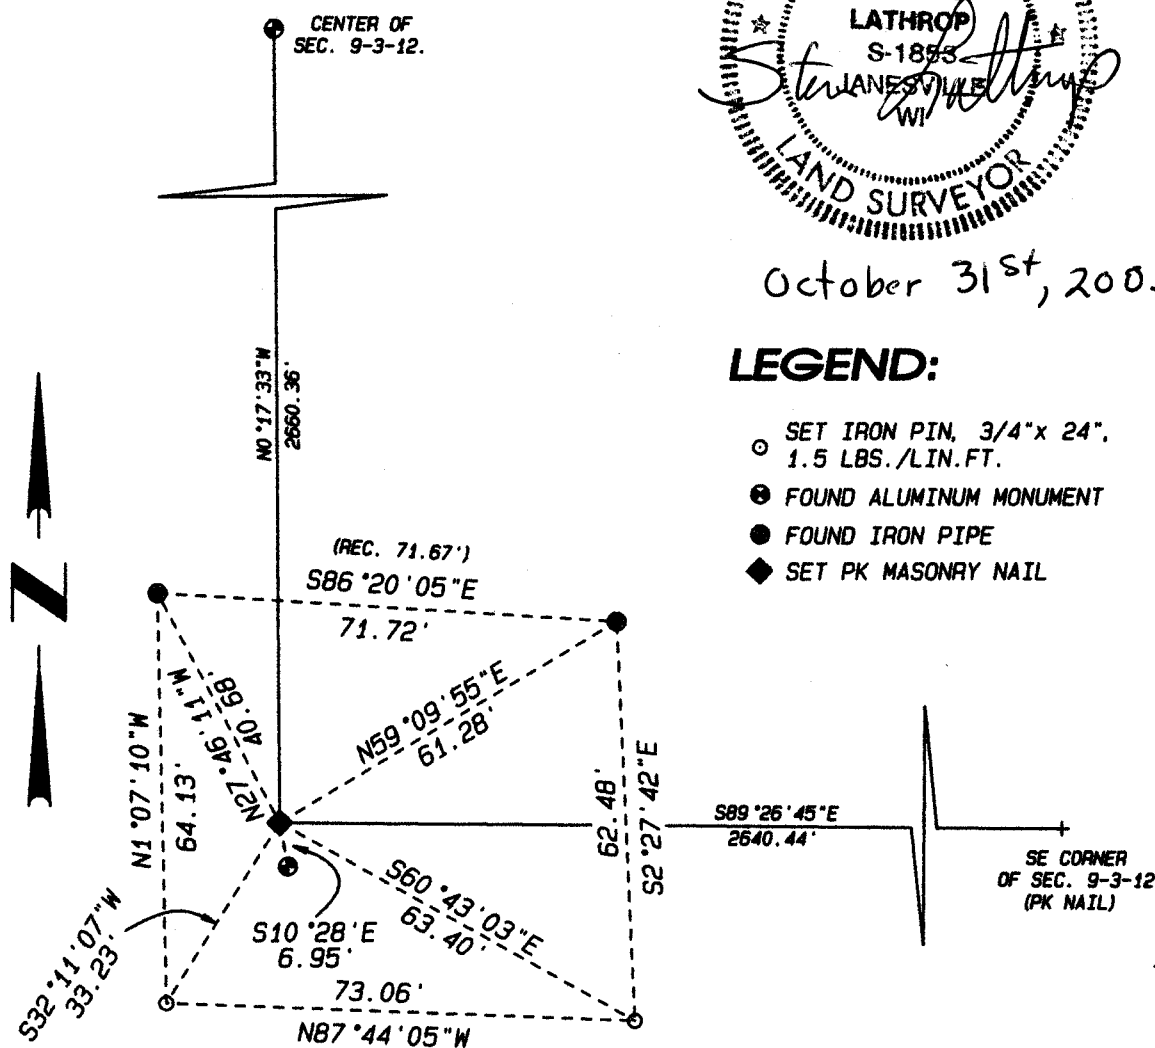 CENTER OF
SEC. 9-3-12.
LATHROP
S-1853
JANESVILLE
WI
LAND SURVEYOR
October 31st, 200
LEGEND:
SET IRON PIN, 3/4"x 24",
1.5 LBS./LIN.FT.
FOUND ALUMINUM MONUMENT
FOUND IRON PIPE
SET PK MASONRY NAIL
N0°17'33"W
2660.36'
N
(REC. 71.67')
S86°20'05"E
71.72'
N27°46'11"W
40.68'
N59°09'55"E
61.28'
N1°07'01"W
64.13'
62.48'
S2°27'42"E
S89°26'45"E
2640.44'
SE CORNER
OF SEC. 9-3-12
(PK NAIL)
S60°43'03"E
63.40'
S10°28'E
6.95'
S32°11'07"W
33.23'
73.06'
N87°44'05"W